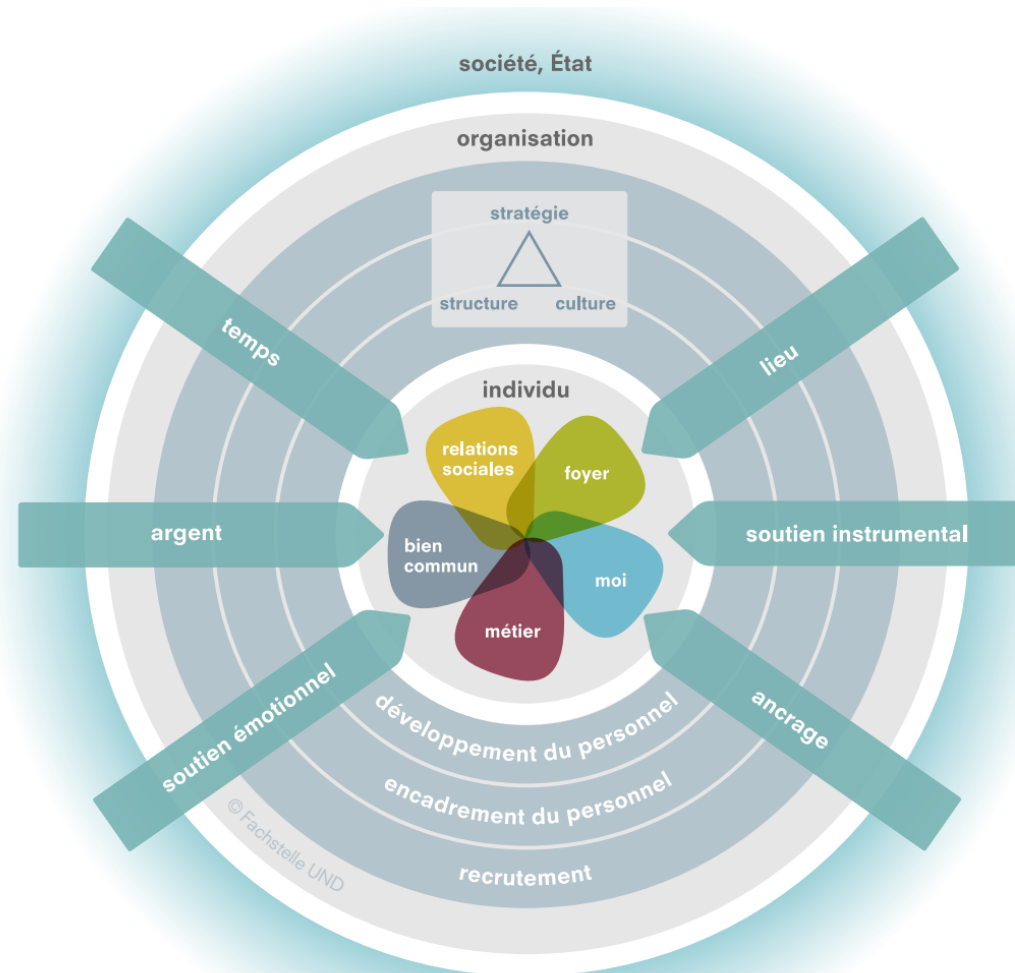 société, État
organisation
stratégie
structure
culture
temps
lieu
individu
relations
sociales
foyer
argent
soutien instrumental
bien
commun
moi
métier
soutien émotionnel
ancrage
développement du personnel
encadrement du personnel
recrutement
© Fachstelle UND